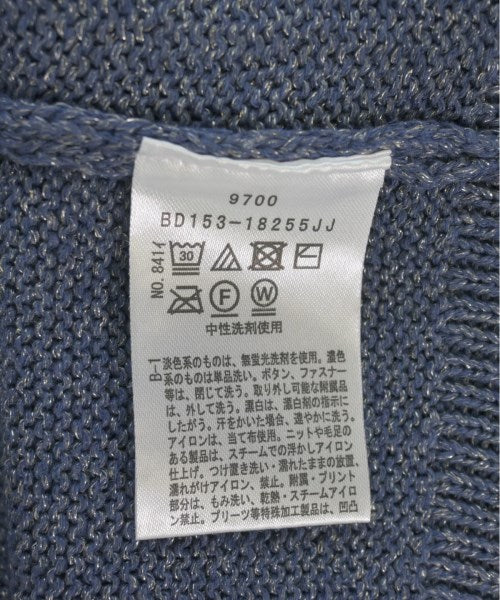 9700
BD153-18255JJ
NO. 8411
30
F W
中性洗剤使用
B-1
淡色系のものは、無蛍光洗剤を使用。濃色
系のものは単品洗い。ボタン、ファスナー
等は、閉じて洗う。取り外し可能な附属品
は、外して洗う。漂白は、漂白剤の指示に
したがう。汗をかいた場合、速やかに洗う。
アイロンは、当て布使用。ニットや毛足の
ある製品は、スチームでの浮かしアイロン
仕上げ。つけ置き洗い・濡れたままの放置、
濡れがけアイロン、禁止。附属・プリント
部分は、もみ洗い、乾熱・スチームアイロ
ン禁止。プリーツ等特殊加工製品は、凹凸